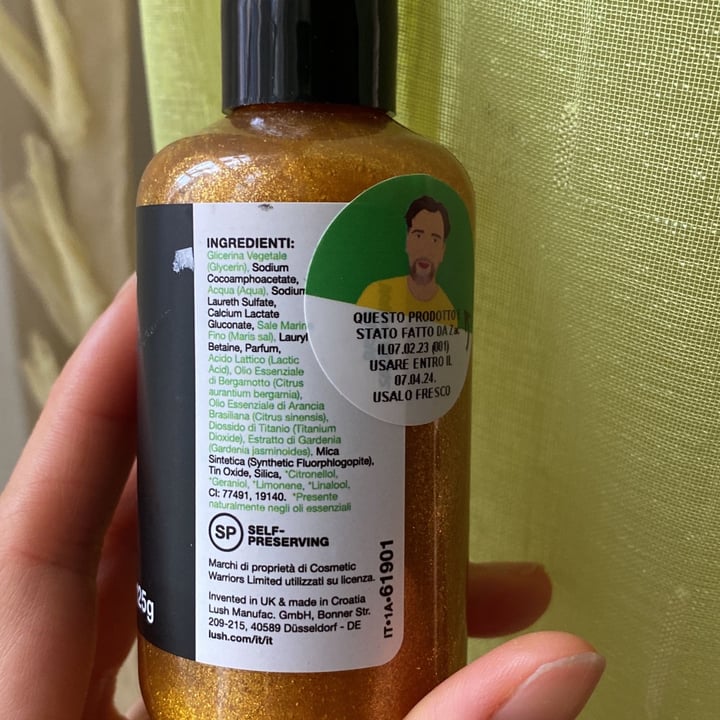 INGREDIENTI:
Glicerina Vegetale
(Glycerin), Sodium
Cocoamphoacetate,
Acqua (Aqua), Sodium
Laureth Sulfate,
Calcium Lactate
Gluconate, Sale Marin
Fino (Maris sal), Lauryl
Betaine, Parfum,
Acido Lattico (Lactic
Acid), Olio Essenziale
di Bergamotto (Citrus
aurantium bergamia),
Olio Essenziale di Arancia
Brasiliana (Citrus sinensis),
Diossido di Titanio (Titanium
Dioxide), Estratto di Gardenia
(Gardenia jasminoides), Mica
Sintetica (Synthetic Fluorphlogopite),
Tin Oxide, Silica, *Citronellol,
*Geraniol, *Limonene, *Linalool,
CI: 77491, 19140. *Presente
naturalmente negli oli essenziali
SP SELF-
PRESERVING
Marchi di proprietà di Cosmetic
Warriors Limited utilizzati su licenza.
Invented in UK & made in Croatia
Lush Manufac. GmbH, Bonner Str.
209-215, 40589 Düsseldorf - DE
lush.com/it/it
IT•1A•61901
QUESTO PRODOTTO
STATO FATTO DA
IL07.02.23 (001)
USARE ENTRO IL
07.04.24.
USALO FRESCO
25g